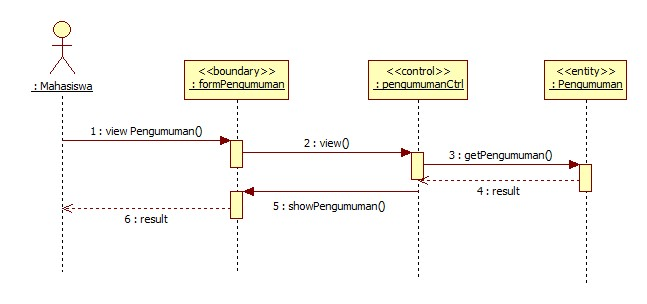 : Mahasiswa
<<boundary>>
: formPengumuman
<<control>>
: pengumumanCtrl
<<entity>>
: Pengumuman
1 : view Pengumuman()
2 : view()
3 : getPengumuman()
4 : result
5 : showPengumuman()
6 : result